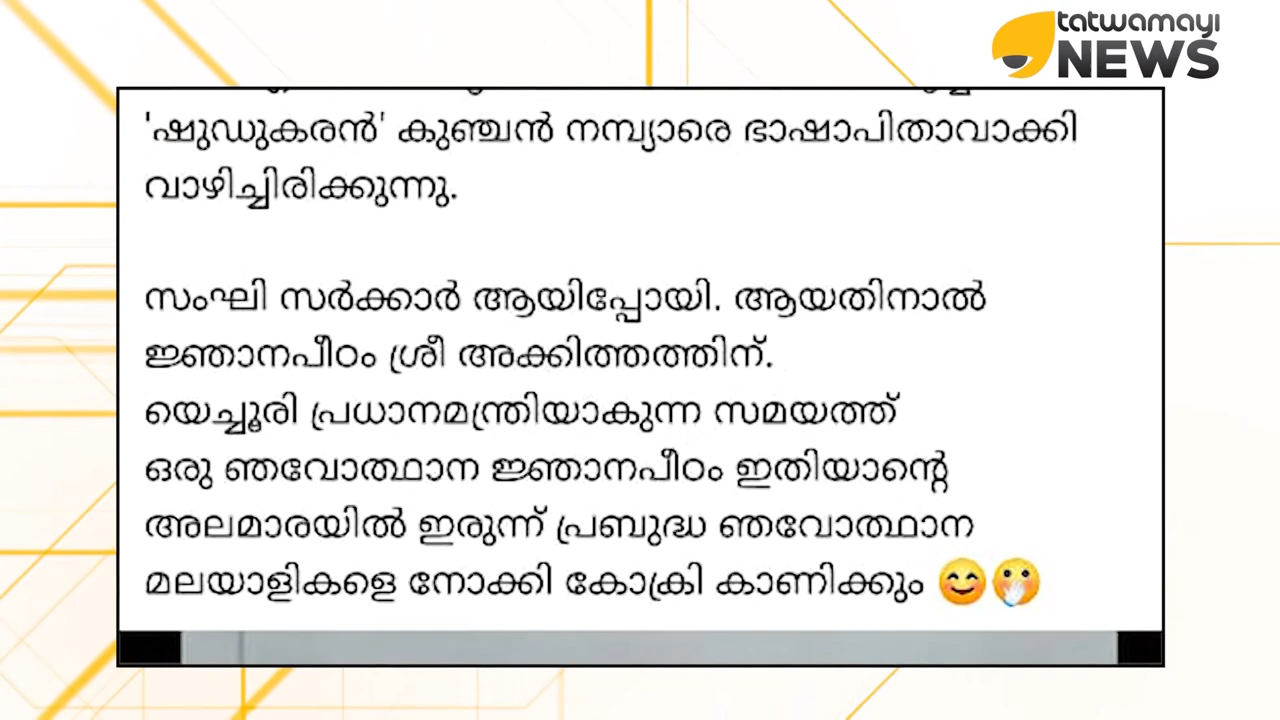 tatwamayi
NEWS
'ഷുഡുകരൻ' കുഞ്ചൻ നമ്പ്യാരെ ഭാഷാപിതാവാക്കി
വാഴിച്ചിരിക്കുന്നു.
സംഘി സർക്കാർ ആയിപ്പോയി. ആയതിനാൽ
ജ്ഞാനപീഠം ശ്രീ അക്കിത്തത്തിന്.
യെച്ചൂരി പ്രധാനമന്ത്രിയാകുന്ന സമയത്ത്
ഒരു ഞവോത്ഥാന ജ്ഞാനപീഠം ഇതിയാന്റെ
അലമാരയിൽ ഇരുന്ന് പ്രബുദ്ധ ഞവോത്ഥാന
മലയാളികളെ നോക്കി കോക്രി കാണിക്കും 😊🤭